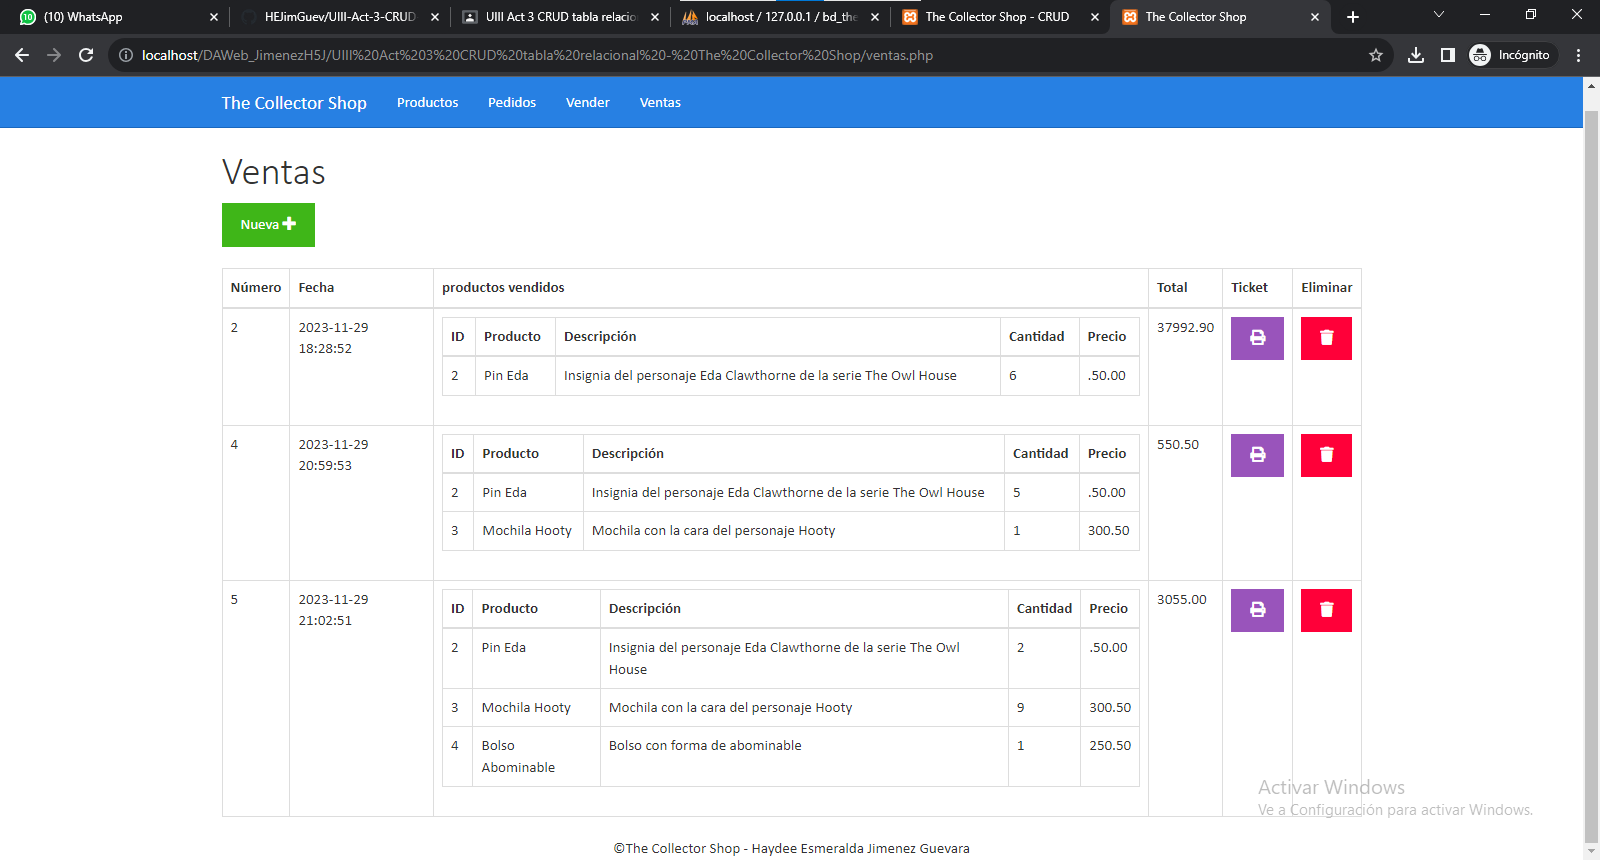 (10) WhatsApp
HEJimGuev/UIII-Act-3-CRUD
UIII Act 3 CRUD tabla relacio
localhost / 127.0.0.1 / bd_the
The Collector Shop - CRUD
The Collector Shop
localhost/DAWeb_JimenezH5J/UIII%20Act%203%20CRUD%20tabla%20relacional%20-%20The%20Collector%20Shop/ventas.php
Incógnito
The Collector Shop Productos Pedidos Vender Ventas
Ventas
Nueva
Número Fecha productos vendidos Total Ticket Eliminar
2 2023-11-29 18:28:52 37992.90
ID Producto Descripción Cantidad Precio
2 Pin Eda Insignia del personaje Eda Clawthorne de la serie The Owl House 6 .50.00
4 2023-11-29 20:59:53 550.50
ID Producto Descripción Cantidad Precio
2 Pin Eda Insignia del personaje Eda Clawthorne de la serie The Owl House 5 .50.00
3 Mochila Hooty Mochila con la cara del personaje Hooty 1 300.50
5 2023-11-29 21:02:51 3055.00
ID Producto Descripción Cantidad Precio
2 Pin Eda Insignia del personaje Eda Clawthorne de la serie The Owl House 2 .50.00
3 Mochila Hooty Mochila con la cara del personaje Hooty 9 300.50
4 Bolso Abominable Bolso con forma de abominable 1 250.50
Activar Windows
Ve a Configuración para activar Windows.
©The Collector Shop - Haydee Esmeralda Jimenez Guevara